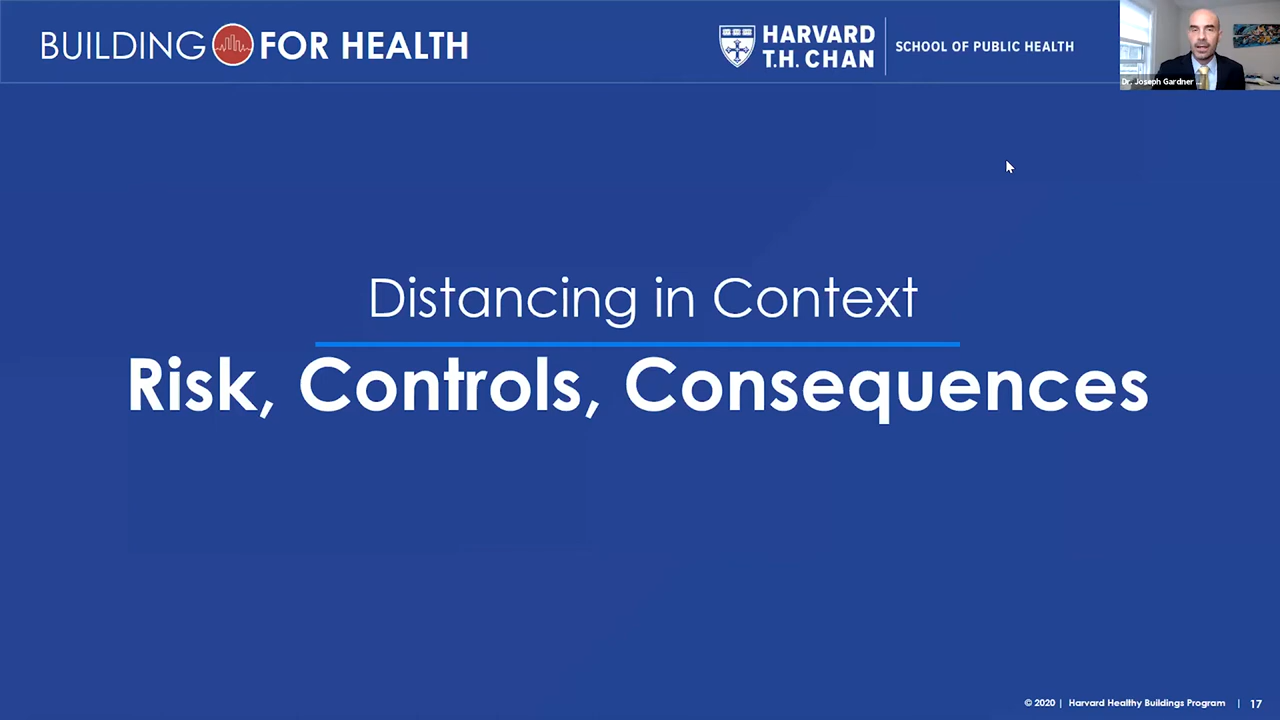 BUILDING FOR HEALTH
HARVARD
T.H. CHAN
SCHOOL OF PUBLIC HEALTH
Dr. Joseph Gardner ...
Distancing in Context
Risk, Controls, Consequences
© 2020 | Harvard Healthy Buildings Program | 17